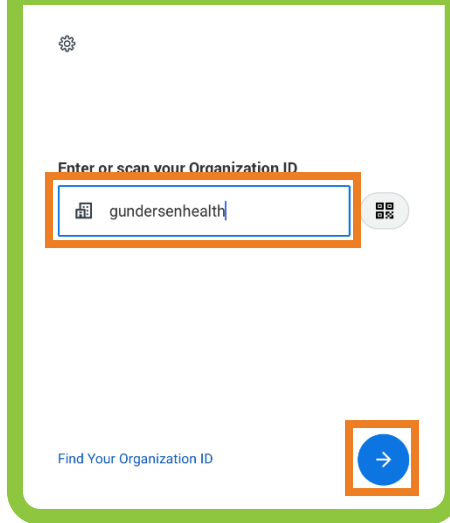 Enter or scan your Organization ID
gundersenhealth
Find Your Organization ID